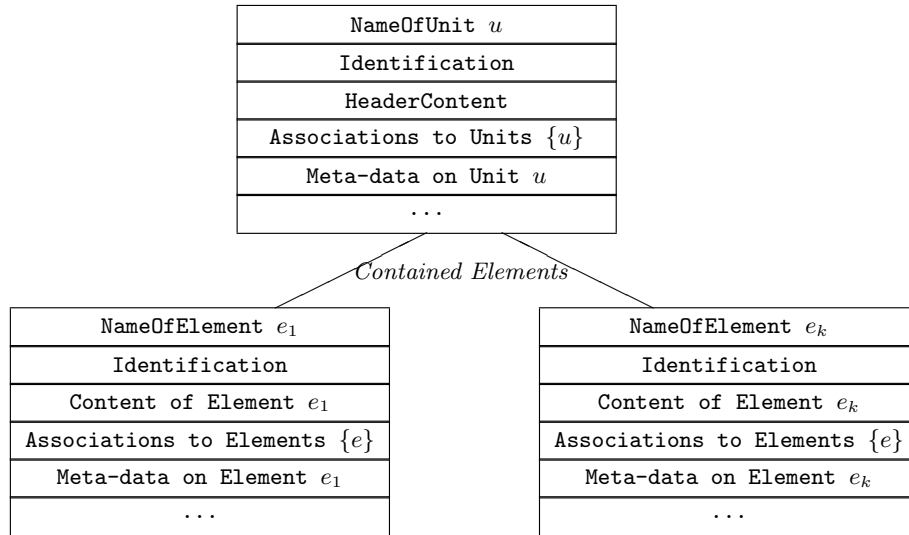 NameOfUnit u
Identification
HeaderContent
Associations to Units {u}
Meta-data on Unit u
...
Contained Elements
NameOfElement e1
Identification
Content of Element e1
Associations to Elements {e}
Meta-data on Element e1
...
NameOfElement ek
Identification
Content of Element ek
Associations to Elements {e}
Meta-data on Element ek
...